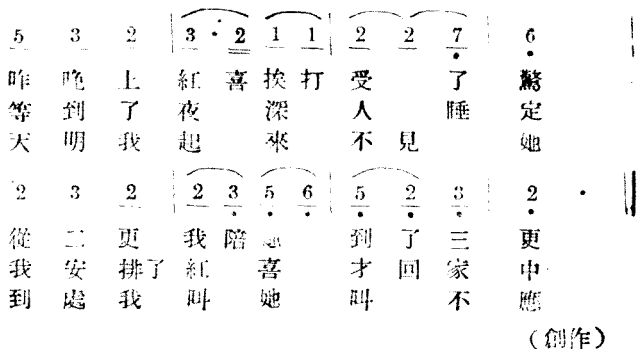 5 3 2 3 · 2 1 1 2 2 7 6
昨晚上紅喜挨打受了驚
等到了夜深人睡定
天明我起來不見她
2 3 2 2 3 5 6 5 2 3 2 ·
從二更我陪她到了三更
我安排了紅喜才回家中
到處我叫她叫不應
(創作)